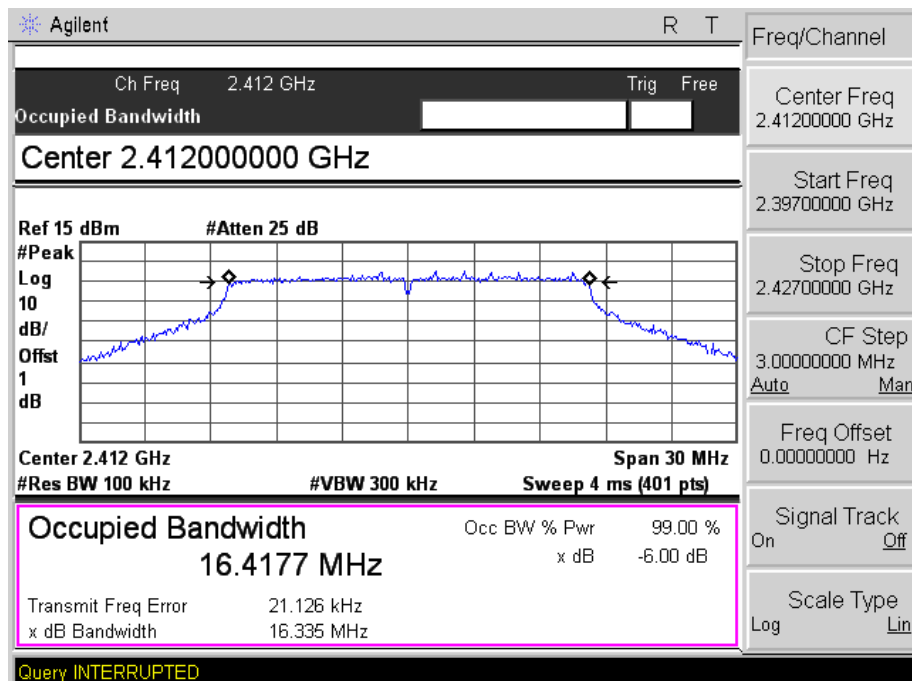 Agilent R T
Freq/Channel
Ch Freq 2.412 GHz Trig Free
Occupied Bandwidth
Center 2.412000000 GHz
Ref 15 dBm #Atten 25 dB
#Peak
Log
10
dB/
Offst
1
dB
Center 2.412 GHz Span 30 MHz
#Res BW 100 kHz #VBW 300 kHz Sweep 4 ms (401 pts)
Occupied Bandwidth
16.4177 MHz
Occ BW % Pwr 99.00 %
x dB -6.00 dB
Transmit Freq Error 21.126 kHz
x dB Bandwidth 16.335 MHz
Center Freq
2.41200000 GHz
Start Freq
2.39700000 GHz
Stop Freq
2.42700000 GHz
CF Step
3.00000000 MHz
Auto Man
Freq Offset
0.00000000 Hz
Signal Track
On Off
Scale Type
Log Lin
Query INTERRUPTED